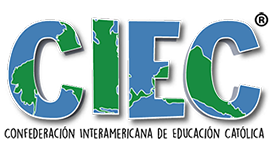 CIEC®
CONFEDERACIÓN INTERAMERICANA DE EDUCACIÓN CATÓLICA